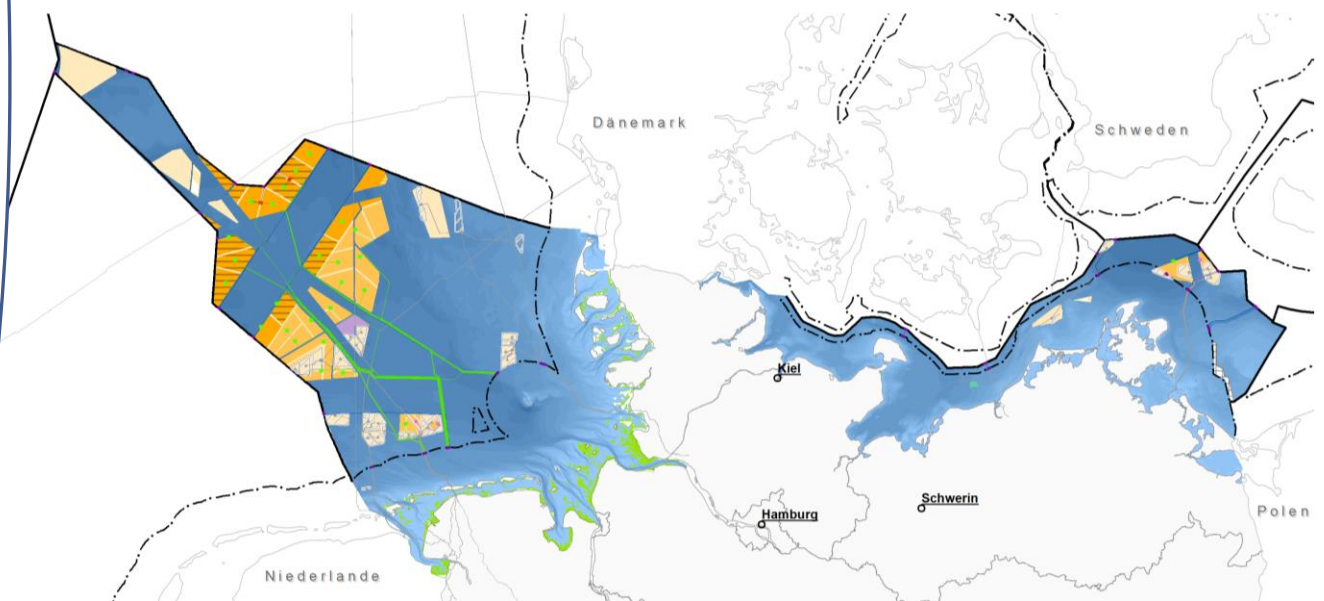 Dänemark
Schweden
Kiel
Schwerin
Hamburg
Polen
Niederlande